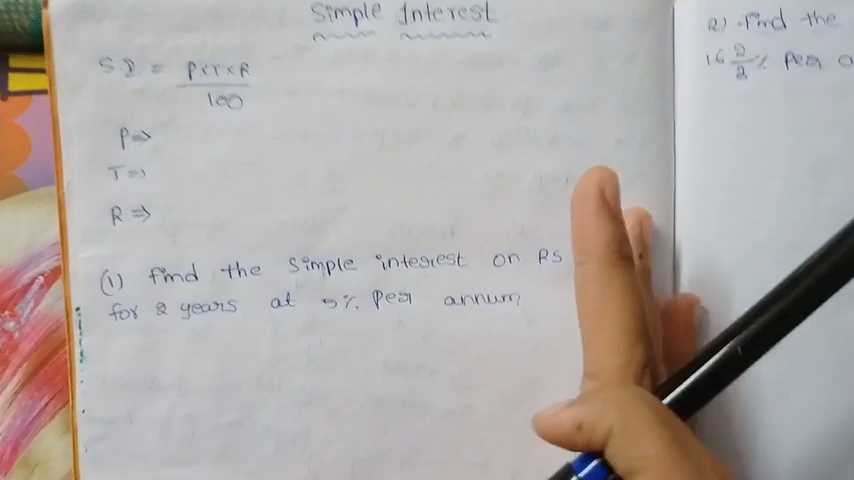 Simple Interest
S.I = P×T×R
100
P⇒
T⇒
R⇒
(1) find the Simple interest on RS
for 2 years at 5% Per annum
2) find the
16 2/2 % Per